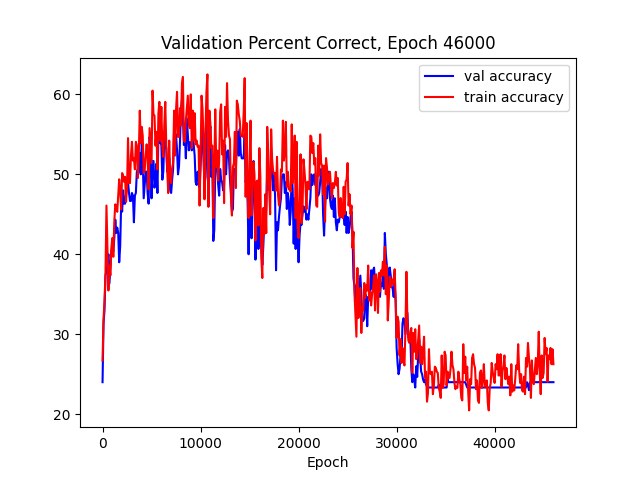 Validation Percent Correct, Epoch 46000
val accuracy
train accuracy
60
50
40
30
20
0 10000 20000 30000 40000
Epoch